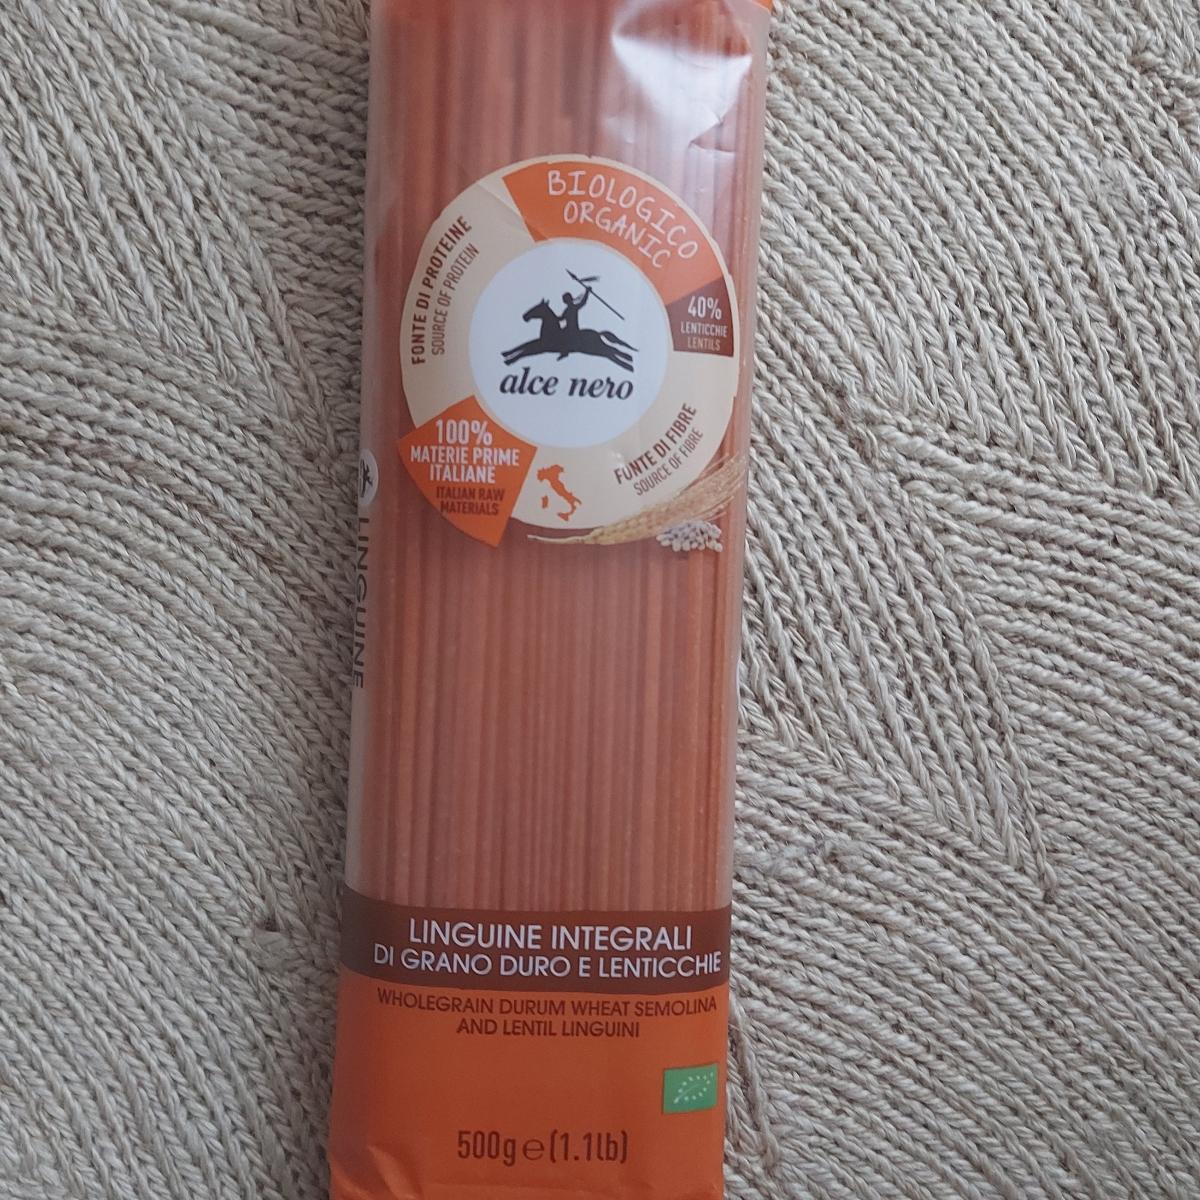 BIOLOGICO
ORGANIC
40%
LENTICCHIE
LENTILS
FONTE DI PROTEINE
SOURCE OF PROTEIN
alce nero
100%
MATERIE PRIME
ITALIANE
ITALIAN RAW
MATERIALS
FONTE DI FIBRE
SOURCE OF FIBRE
LINGUINE
LINGUINE INTEGRALI
DI GRANO DURO E LENTICCHIE
WHOLEGRAIN DURUM WHEAT SEMOLINA
AND LENTIL LINGUINI
500g e (1.1lb)